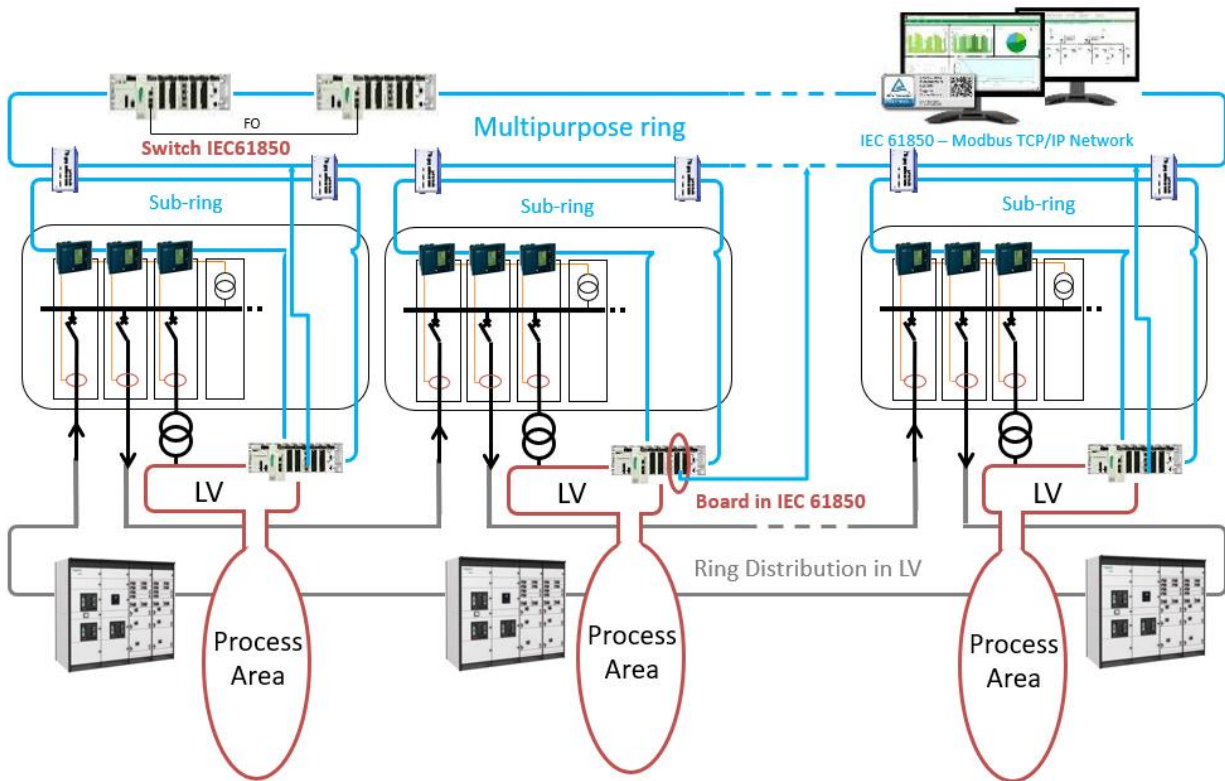 FO
Switch IEC61850
Multipurpose ring
IEC 61850 – Modbus TCP/IP Network
Sub-ring
Sub-ring
Sub-ring
LV
LV
LV
Board in IEC 61850
Ring Distribution in LV
Process
Area
Process
Area
Process
Area